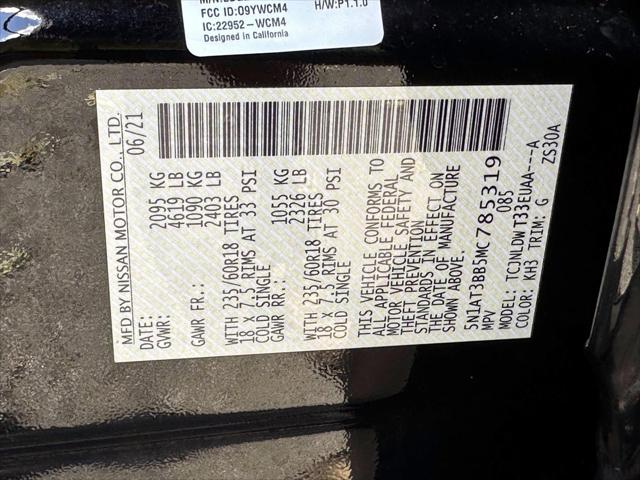 FCC ID:O9YWCM4 H/W:P1.1.0
IC:22952-WCM4
Designed in California
MFD BY NISSAN MOTOR CO., LTD.
DATE: 06/21
GVWR: 2095 KG
4619 LB
GAWR FR.: 1090 KG
2403 LB
WITH 235/60R18 TIRES
18 X 7.5 RIMS AT 33 PSI
COLD SINGLE
GAWR RR.: 1055 KG
2326 LB
WITH 235/60R18 TIRES
18 X 7.5 RIMS AT 30 PSI
COLD SINGLE
THIS VEHICLE CONFORMS TO
ALL APPLICABLE FEDERAL
MOTOR VEHICLE SAFETY AND
THEFT PREVENTION
STANDARDS IN EFFECT ON
THE DATE OF MANUFACTURE
SHOWN ABOVE.
5N1AT3BB5MC785319
MPV 085
MODEL: TCJNLDWT33EUAA---A
COLOR: KH3 TRIM: G ZS30A